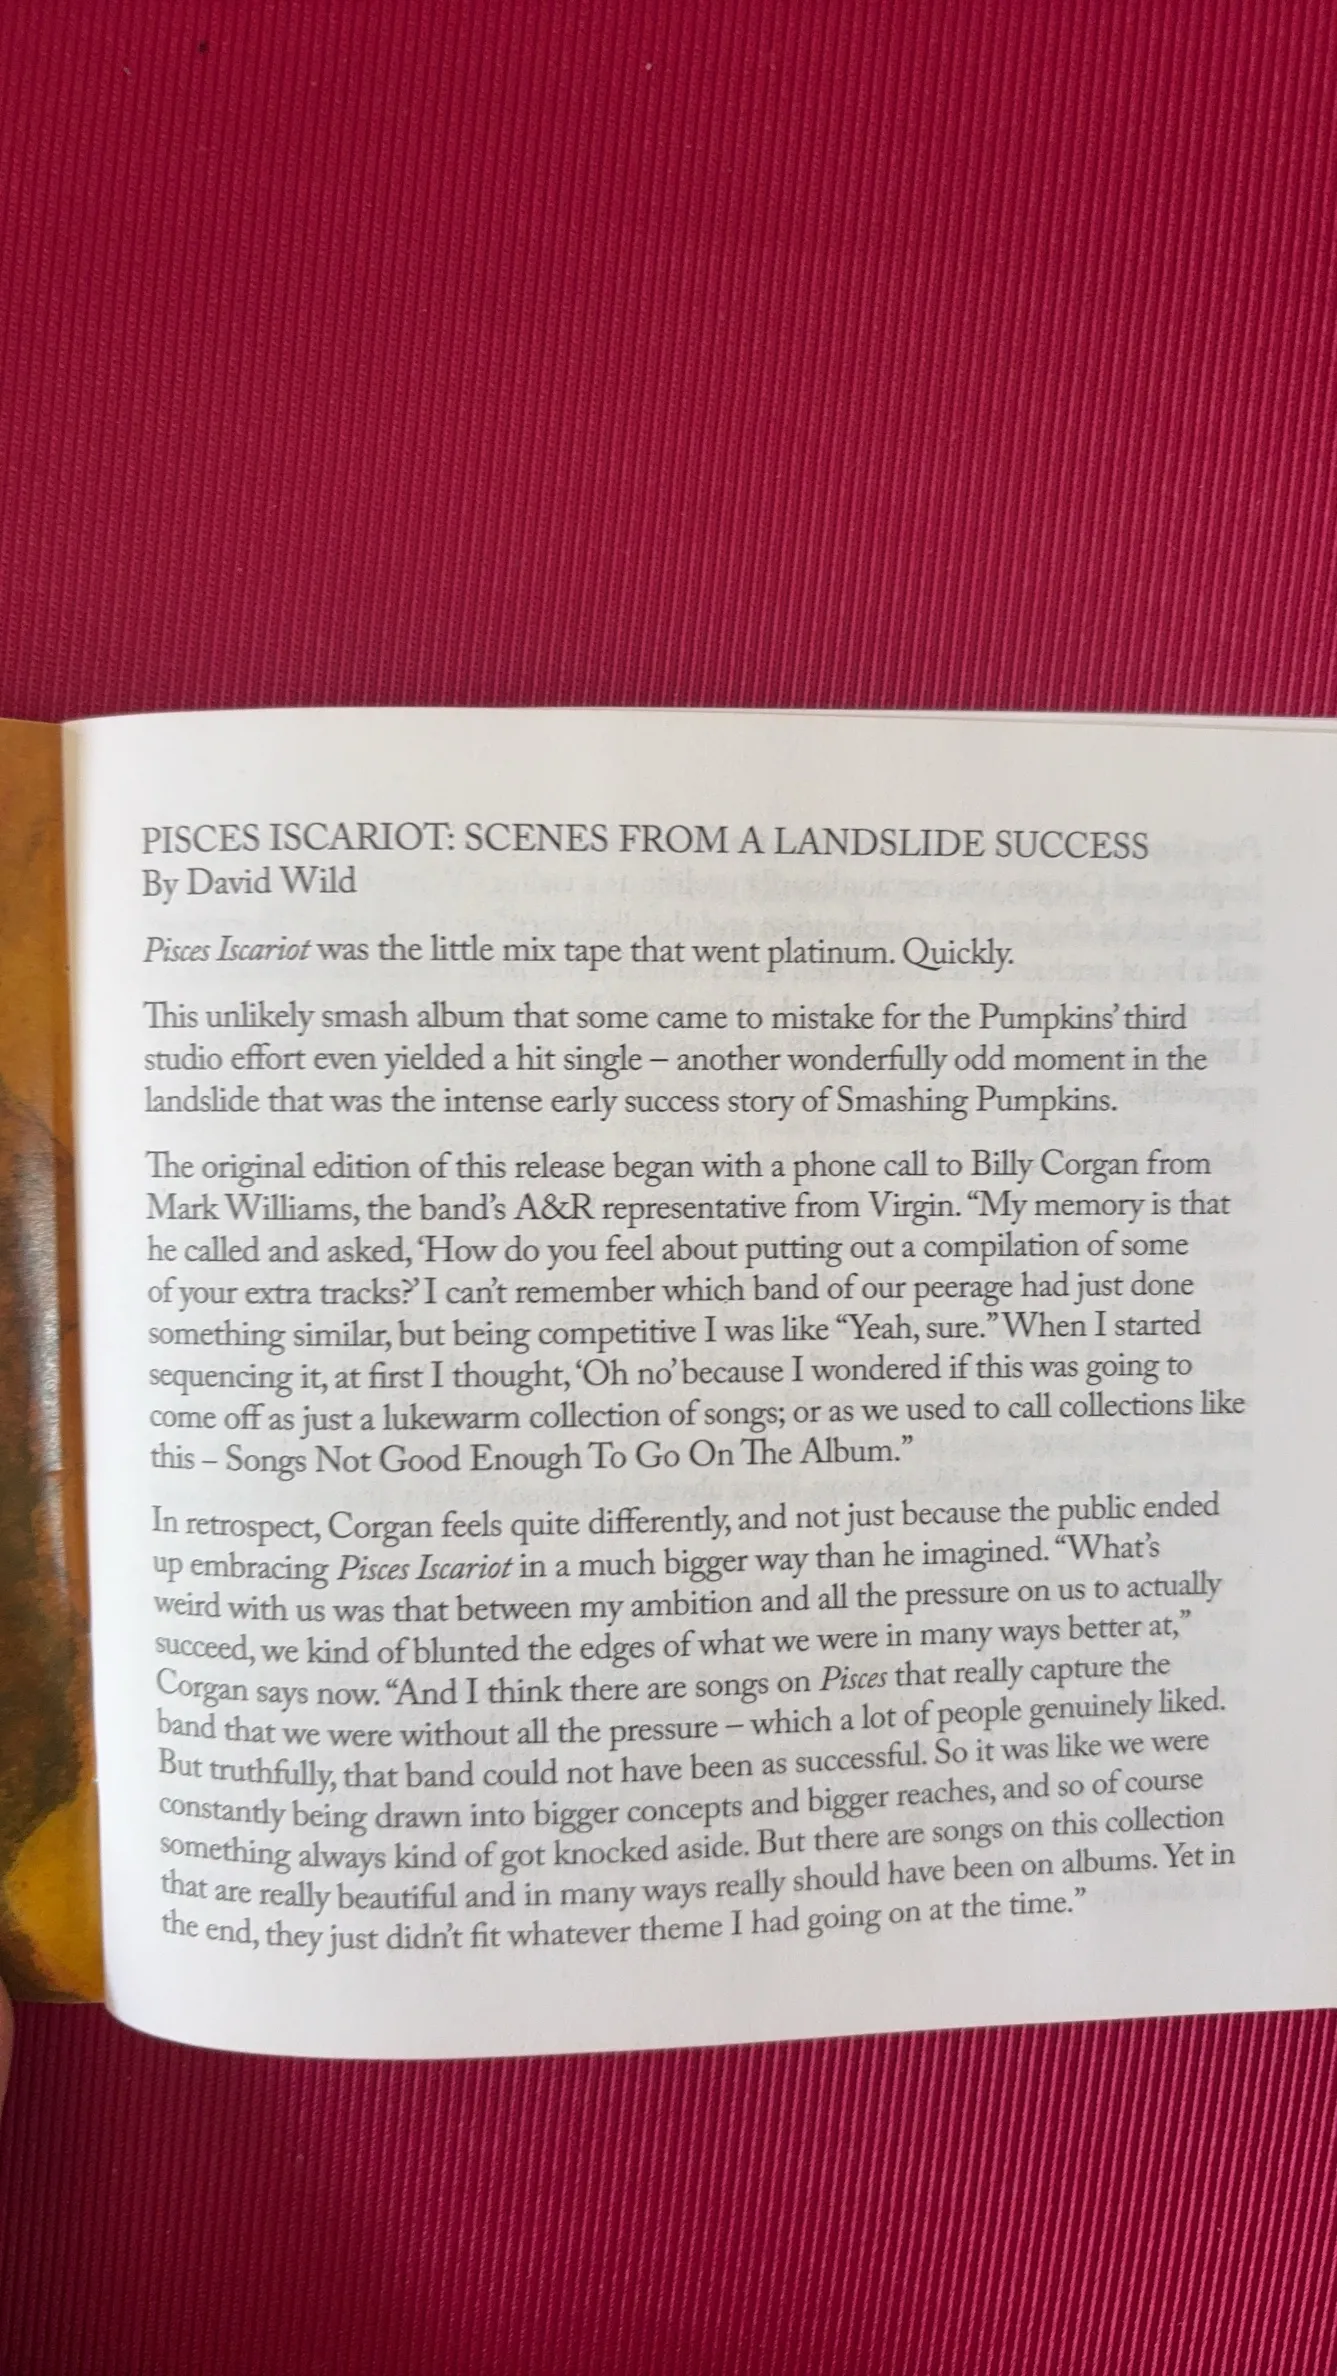 PISCES ISCARIOT: SCENES FROM A LANDSLIDE SUCCESS
By David Wild
Pisces Iscariot was the little mix tape that went platinum. Quickly.
This unlikely smash album that some came to mistake for the Pumpkins’ third
studio effort even yielded a hit single – another wonderfully odd moment in the
landslide that was the intense early success story of Smashing Pumpkins.
The original edition of this release began with a phone call to Billy Corgan from
Mark Williams, the band’s A&R representative from Virgin. “My memory is that
he called and asked, ‘How do you feel about putting out a compilation of some
of your extra tracks?’ I can’t remember which band of our peerage had just done
something similar, but being competitive I was like “Yeah, sure.” When I started
sequencing it, at first I thought, ‘Oh no’ because I wondered if this was going to
come off as just a lukewarm collection of songs; or as we used to call collections like
this – Songs Not Good Enough To Go On The Album.”
In retrospect, Corgan feels quite differently, and not just because the public ended
up embracing Pisces Iscariot in a much bigger way than he imagined. “What’s
weird with us was that between my ambition and all the pressure on us to actually
succeed, we kind of blunted the edges of what we were in many ways better at,”
Corgan says now. “And I think there are songs on Pisces that really capture the
band that we were without all the pressure – which a lot of people genuinely liked.
But truthfully, that band could not have been as successful. So it was like we were
constantly being drawn into bigger concepts and bigger reaches, and so of course
something always kind of got knocked aside. But there are songs on this collection
that are really beautiful and in many ways really should have been on albums. Yet in
the end, they just didn’t fit whatever theme I had going on at the time.”